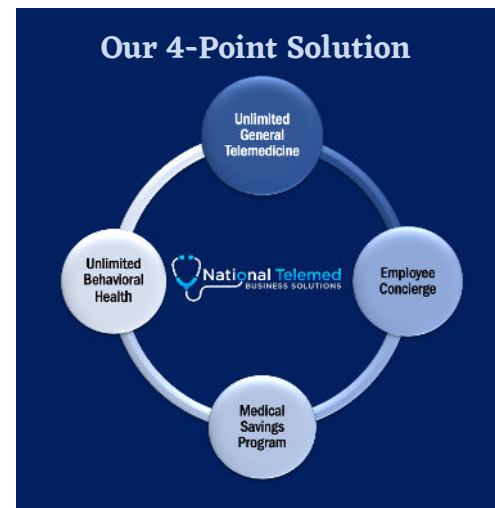 Our 4-Point Solution
Unlimited
General
Telemedicine
Employee
Concierge
Medical
Savings
Program
Unlimited
Behavioral
Health
National Telemed
BUSINESS SOLUTIONS